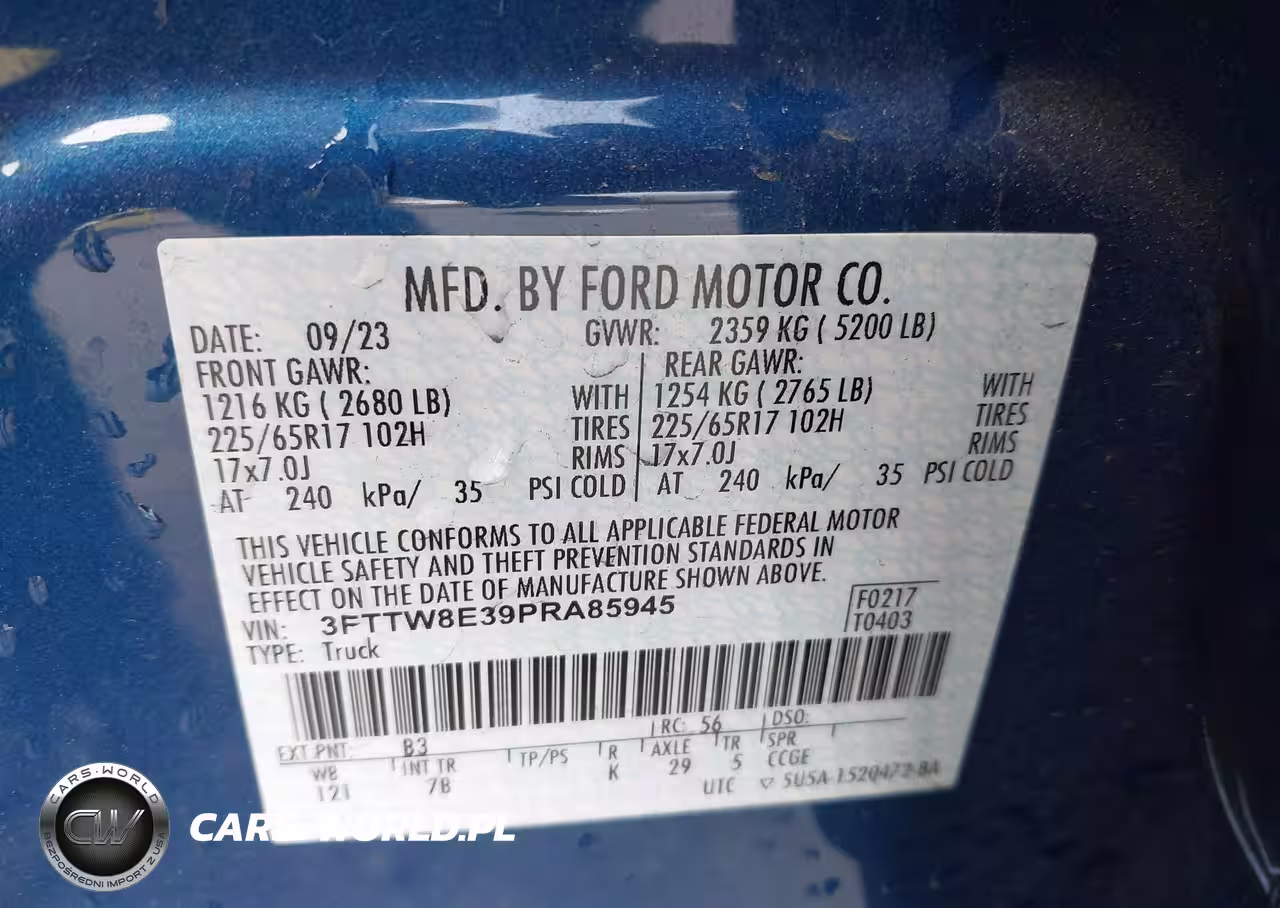 MFD. BY FORD MOTOR CO.
DATE: 09/23 GVWR: 2359 KG ( 5200 LB)
FRONT GAWR: REAR GAWR:
1216 KG ( 2680 LB) WITH 1254 KG ( 2765 LB) WITH
225/65R17 102H TIRES 225/65R17 102H TIRES
17x7.0J RIMS 17x7.0J RIMS
AT 240 kPa/ 35 PSI COLD AT 240 kPa/ 35 PSI COLD
THIS VEHICLE CONFORMS TO ALL APPLICABLE FEDERAL MOTOR
VEHICLE SAFETY AND THEFT PREVENTION STANDARDS IN
EFFECT ON THE DATE OF MANUFACTURE SHOWN ABOVE.
VIN: 3FTTW8E39PRA85945 F0217
TYPE: Truck T0403
EXT PNT: B3 RC: 56 DSO:
WB INT TR TP/PS R AXLE TR SPR
121 7B K 29 5 CCGE
UTC SU5A-1520472-BA
CARS-WORLD
CW
BEZPOŚREDNI IMPORT Z USA
CARS-WORLD.PL